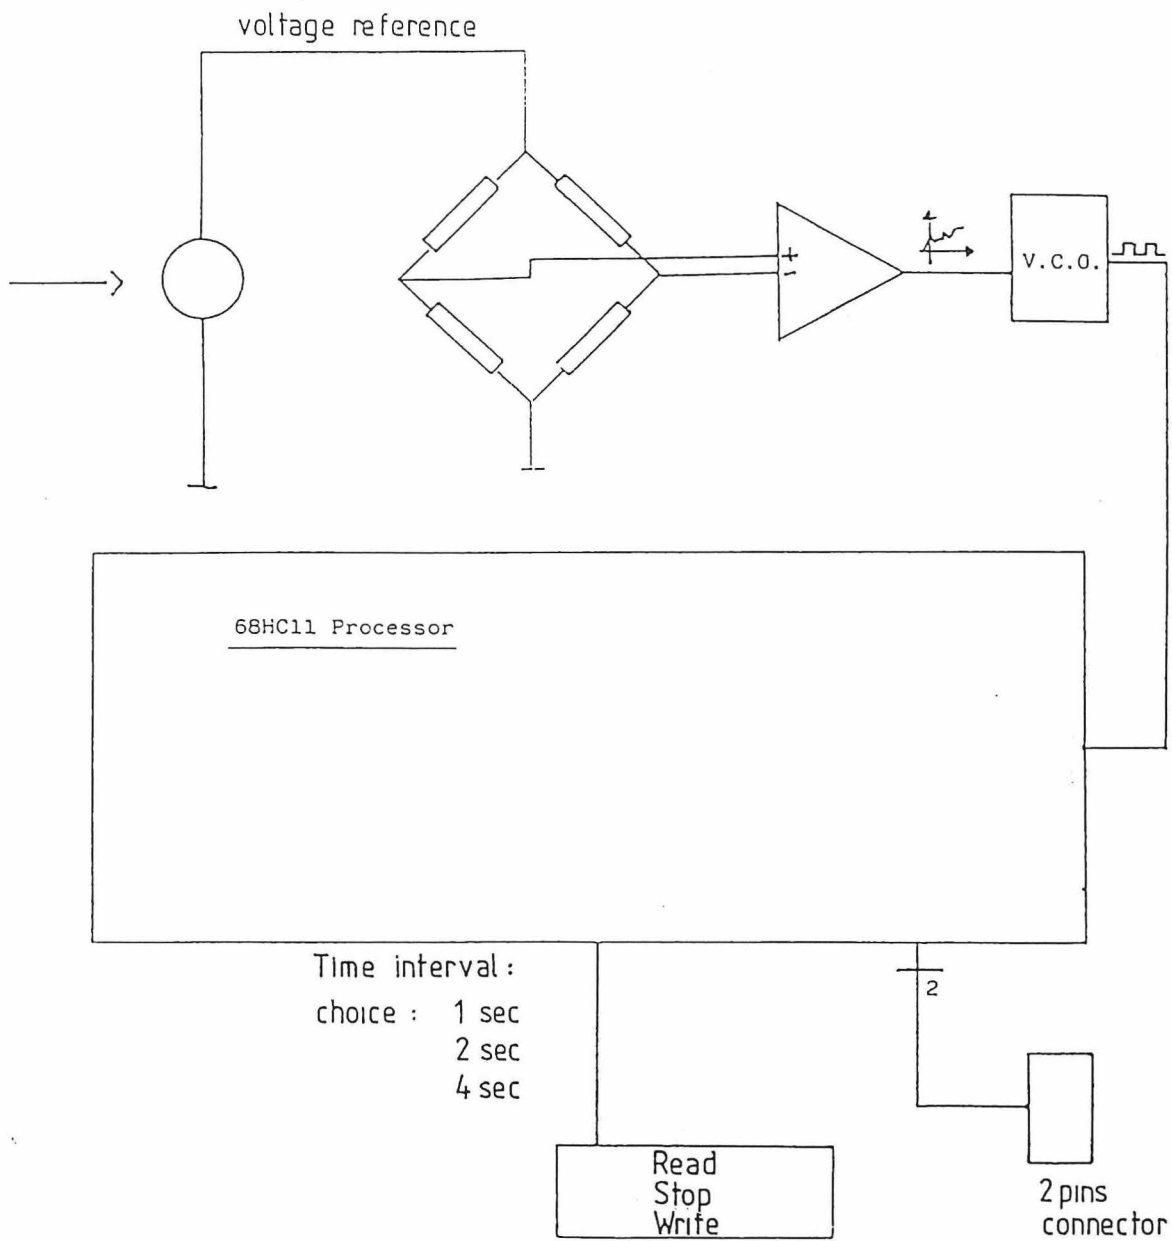 voltage reference
+
-
V.C.O.
68HC11 Processor
Time interval :
choice : 1 sec
2 sec
4 sec
2
Read
Stop
Write
2 pins
connector